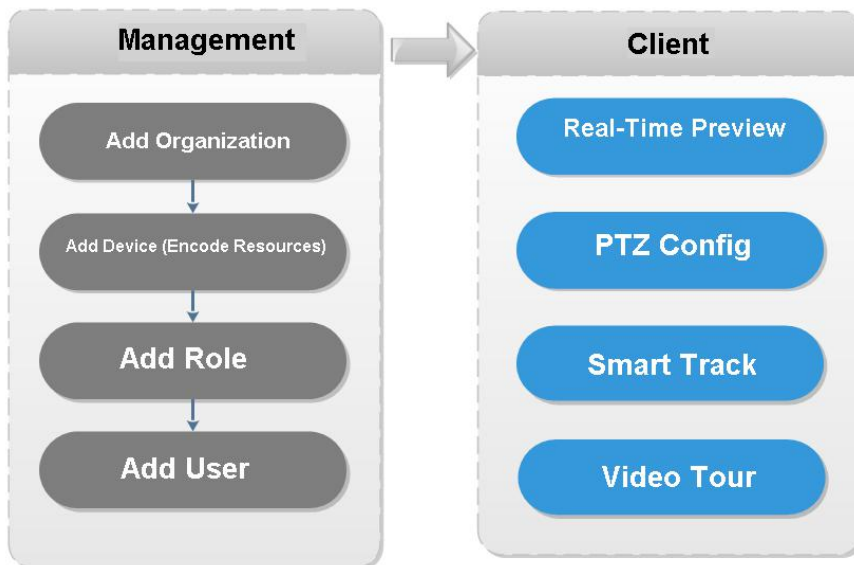 Management
Add Organization
Add Device (Encode Resources)
Add Role
Add User
Client
Real-Time Preview
PTZ Config
Smart Track
Video Tour